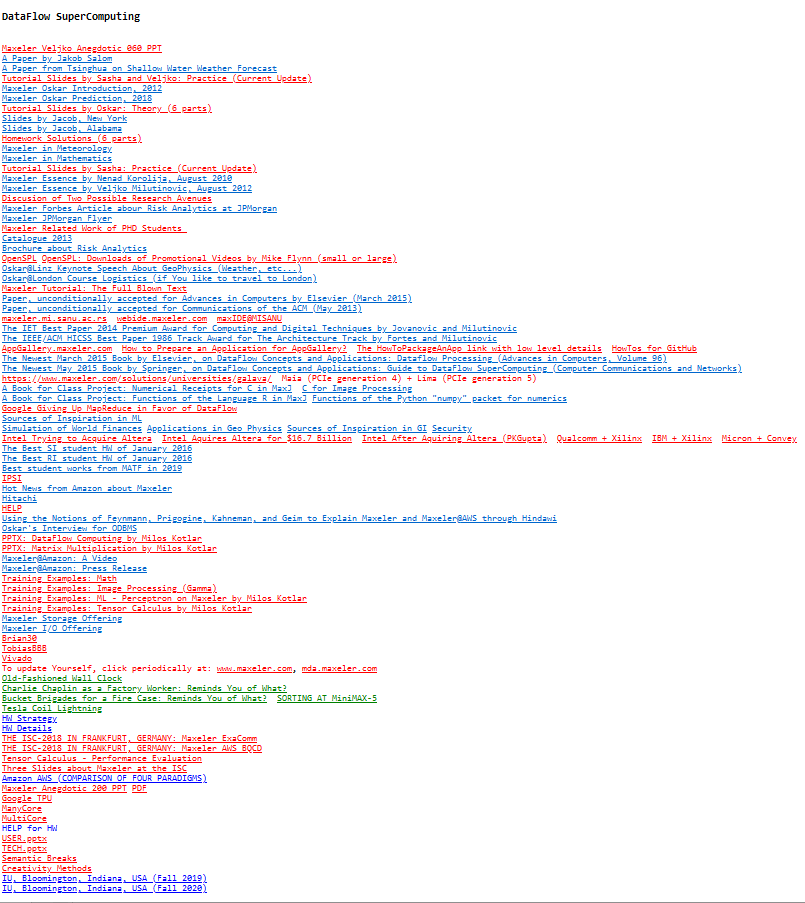 DataFlow SuperComputing
Maxeler Veljko Anegdotic 060 PPT
A Paper by Jakob Salom
A Paper from Tsinghua on Shallow Water Weather Forecast
Tutorial Slides by Sasha and Veljko: Practice (Current Update)
Maxeler Oskar Introduction, 2012
Maxeler Oskar Prediction, 2018
Tutorial Slides by Oskar: Theory (6 parts)
Slides by Jacob, New York
Slides by Jacob, Alabama
Homework Solutions (6 parts)
Maxeler in Meteorology
Maxeler in Mathematics
Tutorial Slides by Sasha: Practice (Current Update)
Maxeler Essence by Nenad Korolija, August 2010
Maxeler Essence by Veljko Milutinovic, August 2012
Discusion of Two Possible Research Avenues
Maxeler Forbes Article abour Risk Analytics at JPMorgan
Maxeler JPMorgan Flyer
Maxeler Related Work of PHD Students
Catalogue 2013
Brochure about Risk Analytics
OpenSPL OpenSPL: Downloads of Promotional Videos by Mike Flynn (small or large)
Oskar@Linz Keynote Speech About GeoPhysics (Weather, etc...)
Oskar@London Course Logistics (if You like to travel to London)
Maxeler Tutorial: The Full Blown Text
Paper, unconditionally accepted for Advances in Computers by Elsevier (March 2015)
Paper, unconditionally accepted for Communications of the ACM (May 2013)
maxeler.mi.sanu.ac.rs webide.maxeler.com maxIDE@MISANU
The IET Best Paper 2014 Premium Award for Computing and Digital Techniques by Jovanovic and Milutinovic
The IEEE/ACM HICSS Best Paper 1986 Track Award for The Architecture Track by Fortes and Milutinovic
AppGallery.maxeler.com How to Prepare an Application for AppGallery? The HowToPackageAnApp link with low level details HowTos for GitHub
The Newest March 2015 Book by Elsevier, on DataFlow Concepts and Applications: Dataflow Processing (Advances in Computers, Volume 96)
The Newest May 2015 Book by Springer, on DataFlow Concepts and Applications: Guide to DataFlow SuperComputing (Computer Communications and Networks)
https://www.maxeler.com/solutions/universities/galava/ Maia (PCIe generation 4) + Lima (PCIe generation 5)
A Book for Class Project: Numerical Receipts for C in MaxJ C for Image Processing
A Book for Class Project: Functions of the Language R in MaxJ Functions of the Python "numpy" packet for numerics
Google Giving Up MapReduce in Favor of DataFlow
Sources of Inspiration in ML
Simulation of World Finances Applications in Geo Physics Sources of Inspiration in GI Security
Intel Trying to Acquire Altera Intel Aquires Altera for $16.7 Billion Intel After Aquiring Altera (PKGupta) Qualcomm + Xilinx IBM + Xilinx Micron + Convey
The Best SI student HW of January 2016
The Best RI student HW of January 2016
Best student works from MATF in 2019
IPSI
Hot News from Amazon about Maxeler
Hitachi
HELP
Using the Notions of Feynmann, Prigogine, Kahneman, and Geim to Explain Maxeler and Maxeler@AWS through Hindawi
Oskar's Interview for ODBMS
PPTX: DataFlow Computing by Milos Kotlar
PPTX: Matrix Multiplication by Milos Kotlar
Maxeler@Amazon: A Video
Maxeler@Amazon: Press Release
Training Examples: Math
Training Examples: Image Processing (Gamma)
Training Examples: ML - Perceptron on Maxeler by Milos Kotlar
Training Examples: Tensor Calculus by Milos Kotlar
Maxeler Storage Offering
Maxeler I/O Offering
Brian30
TobiasBBB
Vivado
To update Yourself, click periodically at: www.maxeler.com, mda.maxeler.com
Old-Fashioned Wall Clock
Charlie Chaplin as a Factory Worker: Reminds You of What?
Bucket Brigades for a Fire Case: Reminds You of What? SORTING AT MiniMAX-5
Tesla Coil Lightning
HW Strategy
HW Details
THE ISC-2018 IN FRANKFURT, GERMANY: Maxeler ExaComm
THE ISC-2018 IN FRANKFURT, GERMANY: Maxeler AWS BQCD
Tensor Calculus - Performance Evaluation
Three Slides about Maxeler at the ISC
Amazon AWS (COMPARISON OF FOUR PARADIGMS)
Maxeler Anegdotic 200 PPT PDF
Google TPU
ManyCore
MultiCore
HELP for HW
USER.pptx
TECH.pptx
Semantic Breaks
Creativity Methods
IU, Bloomington, Indiana, USA (Fall 2019)
IU, Bloomington, Indiana, USA (Fall 2020)